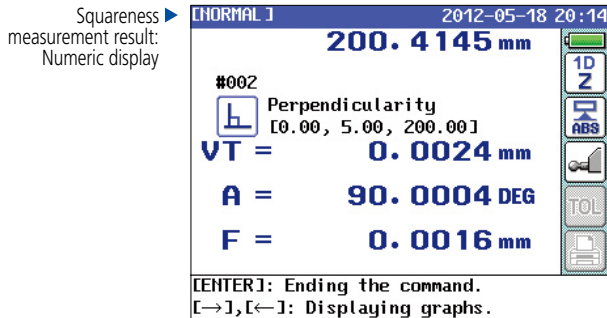 Squareness ▶
measurement result:
Numeric display
[NORMAL] 2012-05-18 20:14
200.4145 mm
1D
Z
#002
Perpendicularity
[0.00, 5.00, 200.00]
ABS
VT = 0.0024 mm
A = 90.0004 DEG
TOL
F = 0.0016 mm
[ENTER]: Ending the command.
[→],[←]: Displaying graphs.